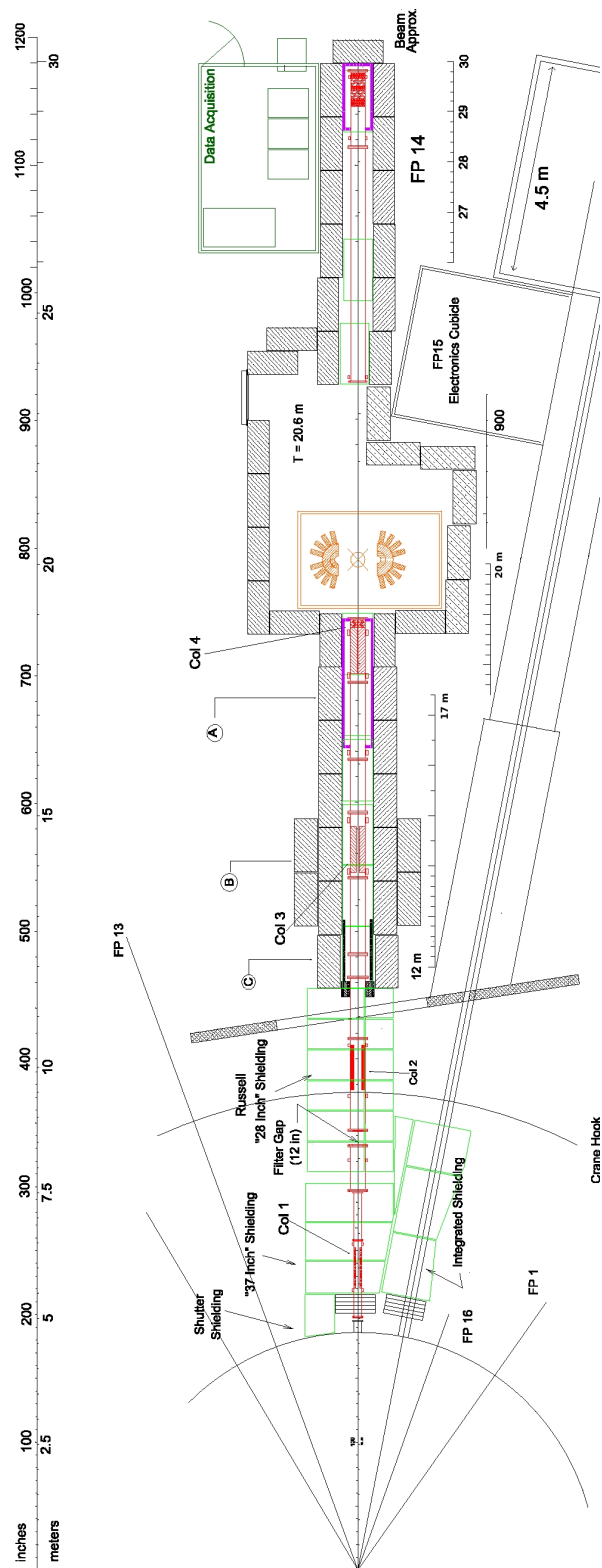 1200
30
1100
1000
25
900
800
20
700
600
15
500
400
10
300
7.5
200
5
100
2.5
inches
meters
Data Acquisition
Beam
Approx.
30
29
28
27
FP 14
4.5 m
FP15
Electronics Cubicle
T = 20.6 m
900
20 m
Col 4
A
17 m
B
Col 3
C
12 m
FP 13
Russell
"28 Inch" Shielding
Filter Gap
(12 in)
Col 2
Crane Hook
"37 Inch" Shielding
Col 1
Integrated Shielding
Shutter
Shielding
FP 16
FP 1